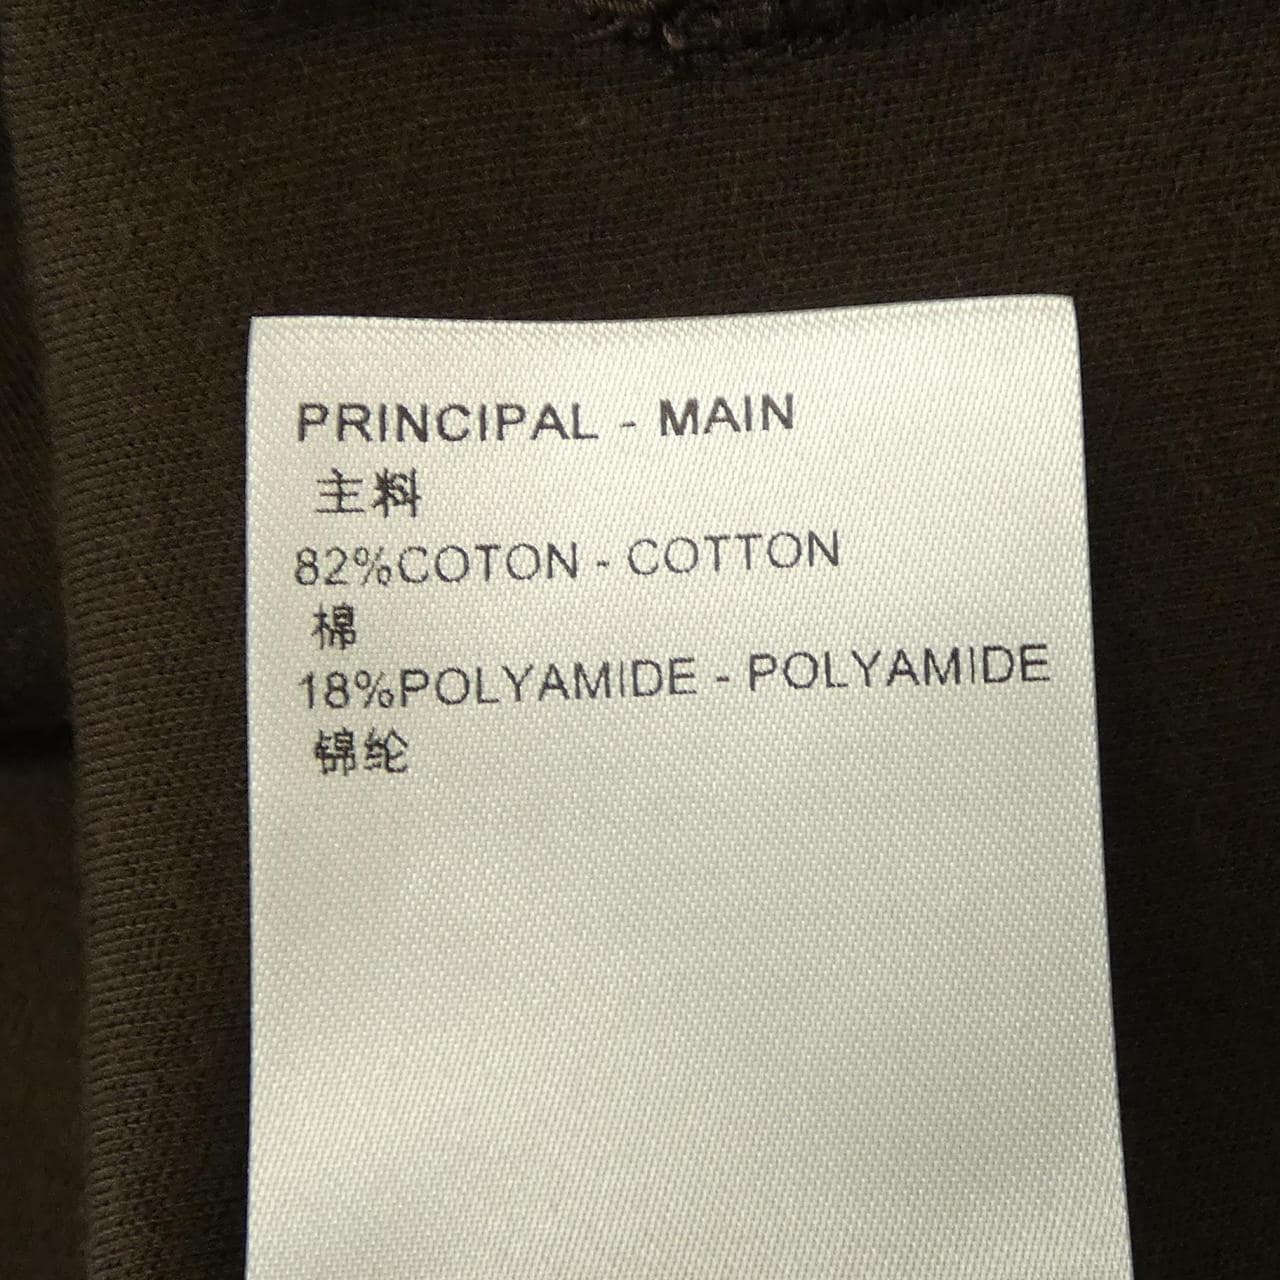 PRINCIPAL - MAIN
主料
82%COTON - COTTON
棉
18%POLYAMIDE - POLYAMIDE
锦纶